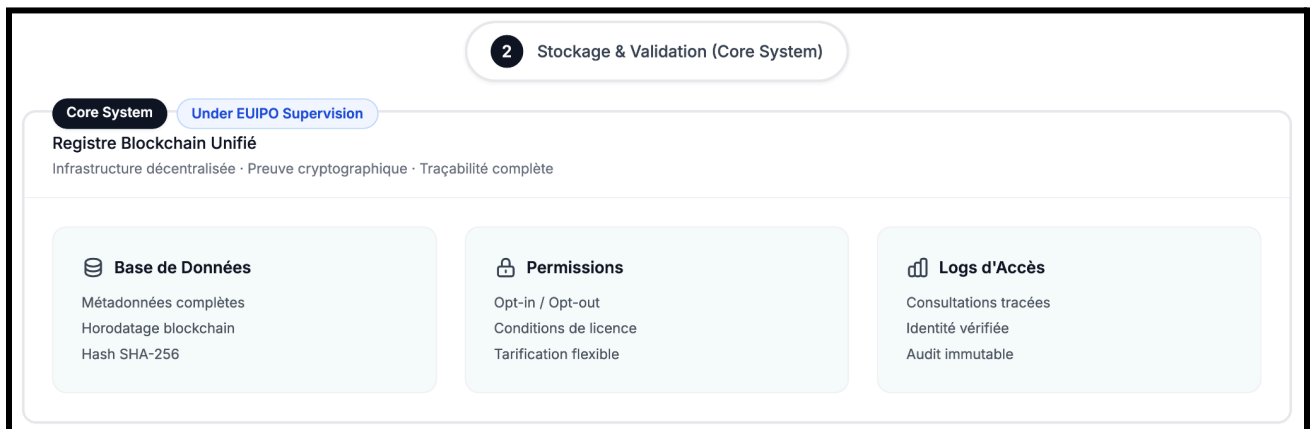 2 Stockage & Validation (Core System)
Core System Under EUIPO Supervision
Registre Blockchain Unifié
Infrastructure décentralisée · Preuve cryptographique · Traçabilité complète
Base de Données
Métadonnées complètes
Horodatage blockchain
Hash SHA-256
Permissions
Opt-in / Opt-out
Conditions de licence
Tarification flexible
Logs d'Accès
Consultations tracées
Identité vérifiée
Audit immutable